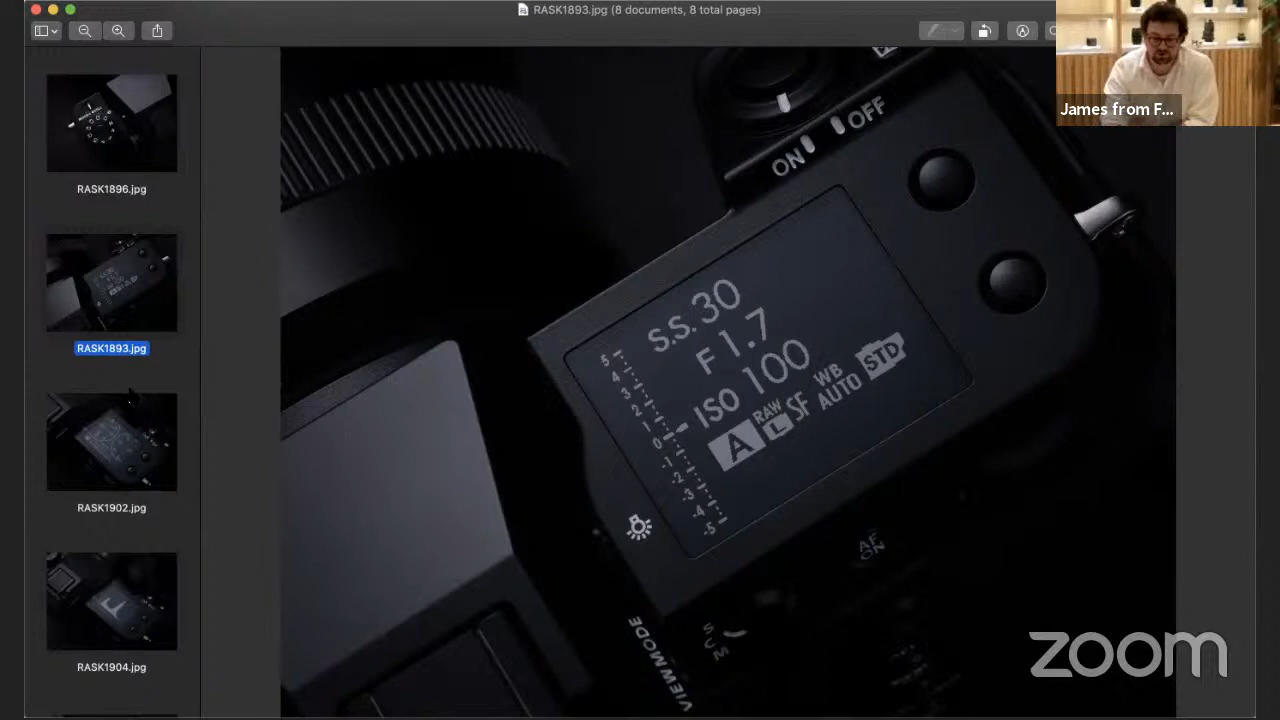 RASK1893.jpg (8 documents, 8 total pages)
James from F...
RASK1896.jpg
RASK1893.jpg
RASK1902.jpg
RASK1904.jpg
ON OFF
S.S. 30
F 1.7
ISO 100
A RAW L SF WB AUTO STD
5
4
3
2
1
0
-1
-2
-3
-4
-5
AF
ON
S
C
M
VIEW MODE
zoom